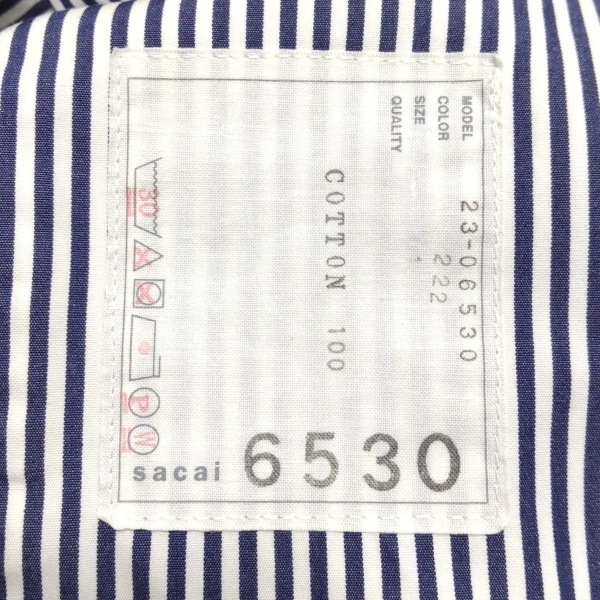 MODEL 23-06530
COLOR 222
SIZE 1
QUALITY
COTTON 100
30
P
W
sacai
6530